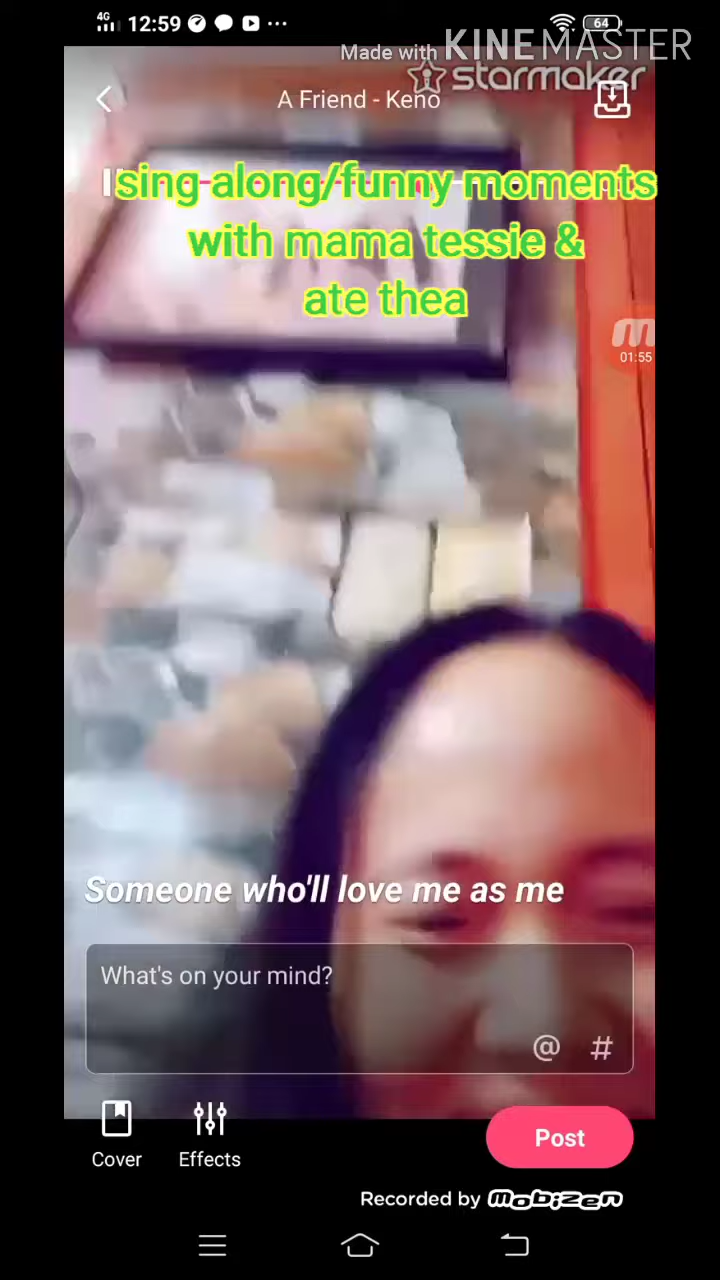 4G 12:59 64
Made with KINEMASTER
starmaker
A Friend - Keno
sing along/funny moments
with mama tessie &
ate thea
01:55
Someone who'll love me as me
What's on your mind?
@ #
Cover Effects Post
Recorded by mobizen